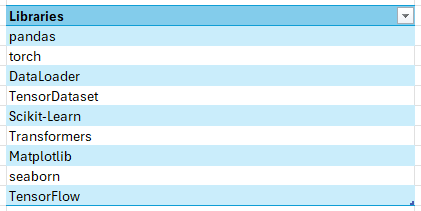 Libraries
pandas
torch
DataLoader
TensorDataset
Scikit-Learn
Transformers
Matplotlib
seaborn
TensorFlow